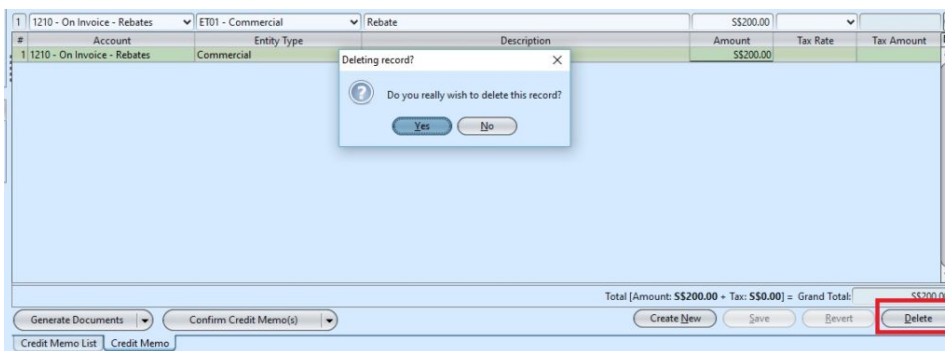 1 1210 - On Invoice - Rebates ET01 - Commercial Rebate S$200.00
# Account Entity Type Description Amount Tax Rate Tax Amount
1 1210 - On Invoice - Rebates Commercial S$200.00
Deleting record?
Do you really wish to delete this record?
Yes No
Total [Amount: S$200.00 + Tax: S$0.00] = Grand Total: S$200.0
Generate Documents Confirm Credit Memo(s) Create New Save Revert Delete
Credit Memo List Credit Memo